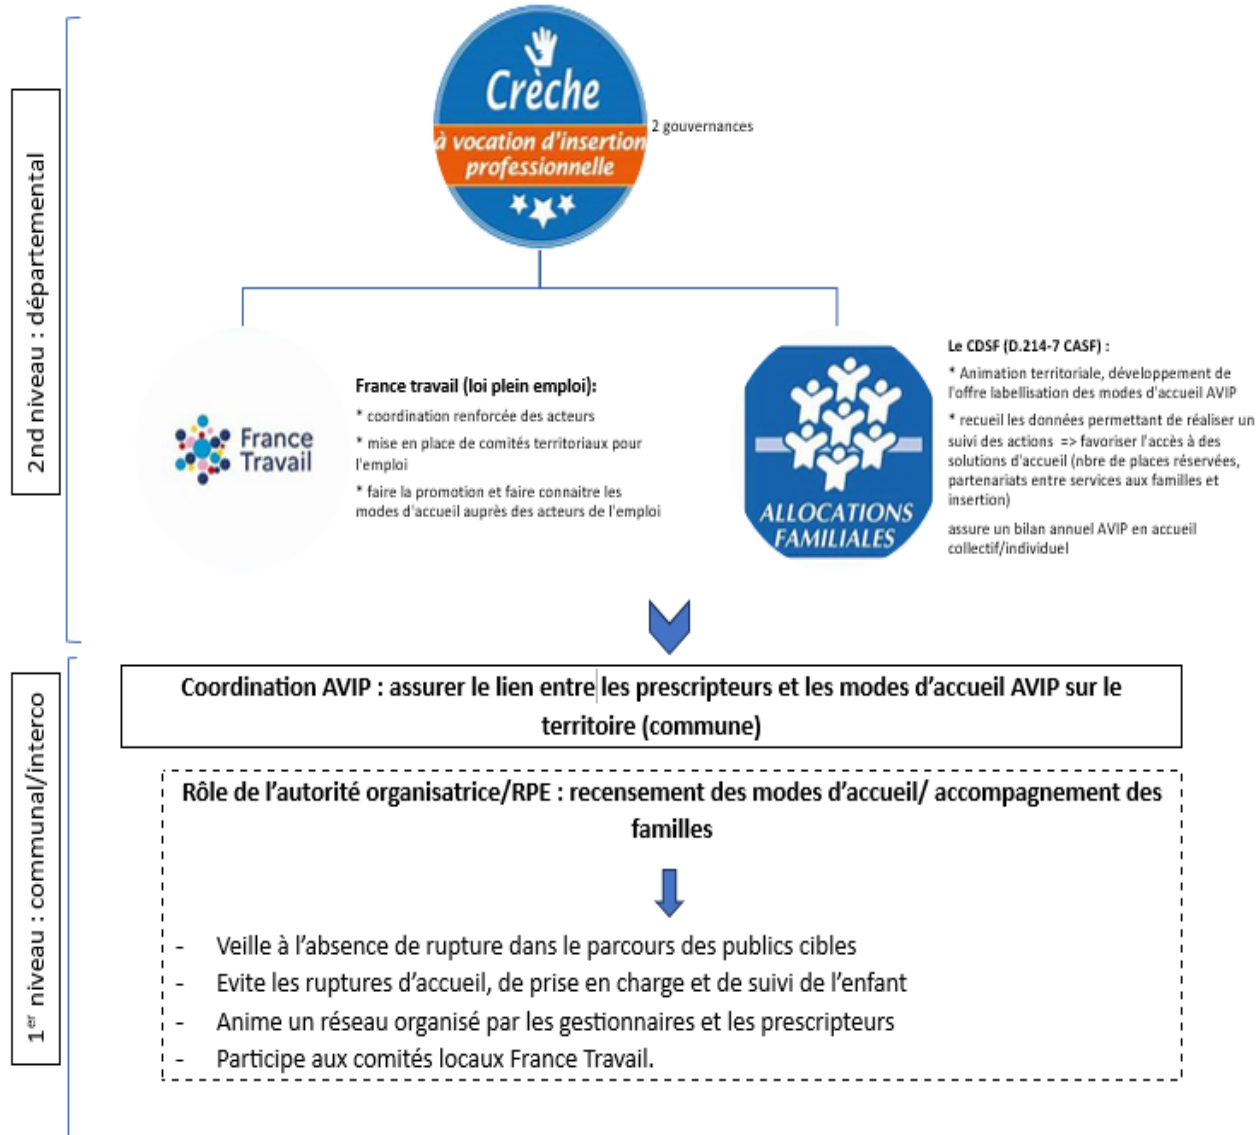 2nd niveau : départemental
Crèche
à vocation d'insertion
professionnelle
2 gouvernances
France
Travail
France travail (loi plein emploi):
* coordination renforcée des acteurs
* mise en place de comités territoriaux pour
l'emploi
* faire la promotion et faire connaitre les
modes d'accueil auprès des acteurs de l'emploi
ALLOCATIONS
FAMILIALES
Le CDSF (D.214-7 CASF) :
* Animation territoriale, développement de
l'offre labellisation des modes d'accueil AVIP
* recueil les données permettant de réaliser un
suivi des actions => favoriser l'accès à des
solutions d'accueil (nbre de places réservées,
partenariats entre services aux familles et
insertion)
assure un bilan annuel AVIP en accueil
collectif/individuel
1er niveau : communal/interco
Coordination AVIP : assurer le lien entre les prescripteurs et les modes d'accueil AVIP sur le
territoire (commune)
Rôle de l'autorité organisatrice/RPE : recensement des modes d'accueil/ accompagnement des
familles
- Veille à l'absence de rupture dans le parcours des publics cibles
- Evite les ruptures d'accueil, de prise en charge et de suivi de l'enfant
- Anime un réseau organisé par les gestionnaires et les prescripteurs
- Participe aux comités locaux France Travail.